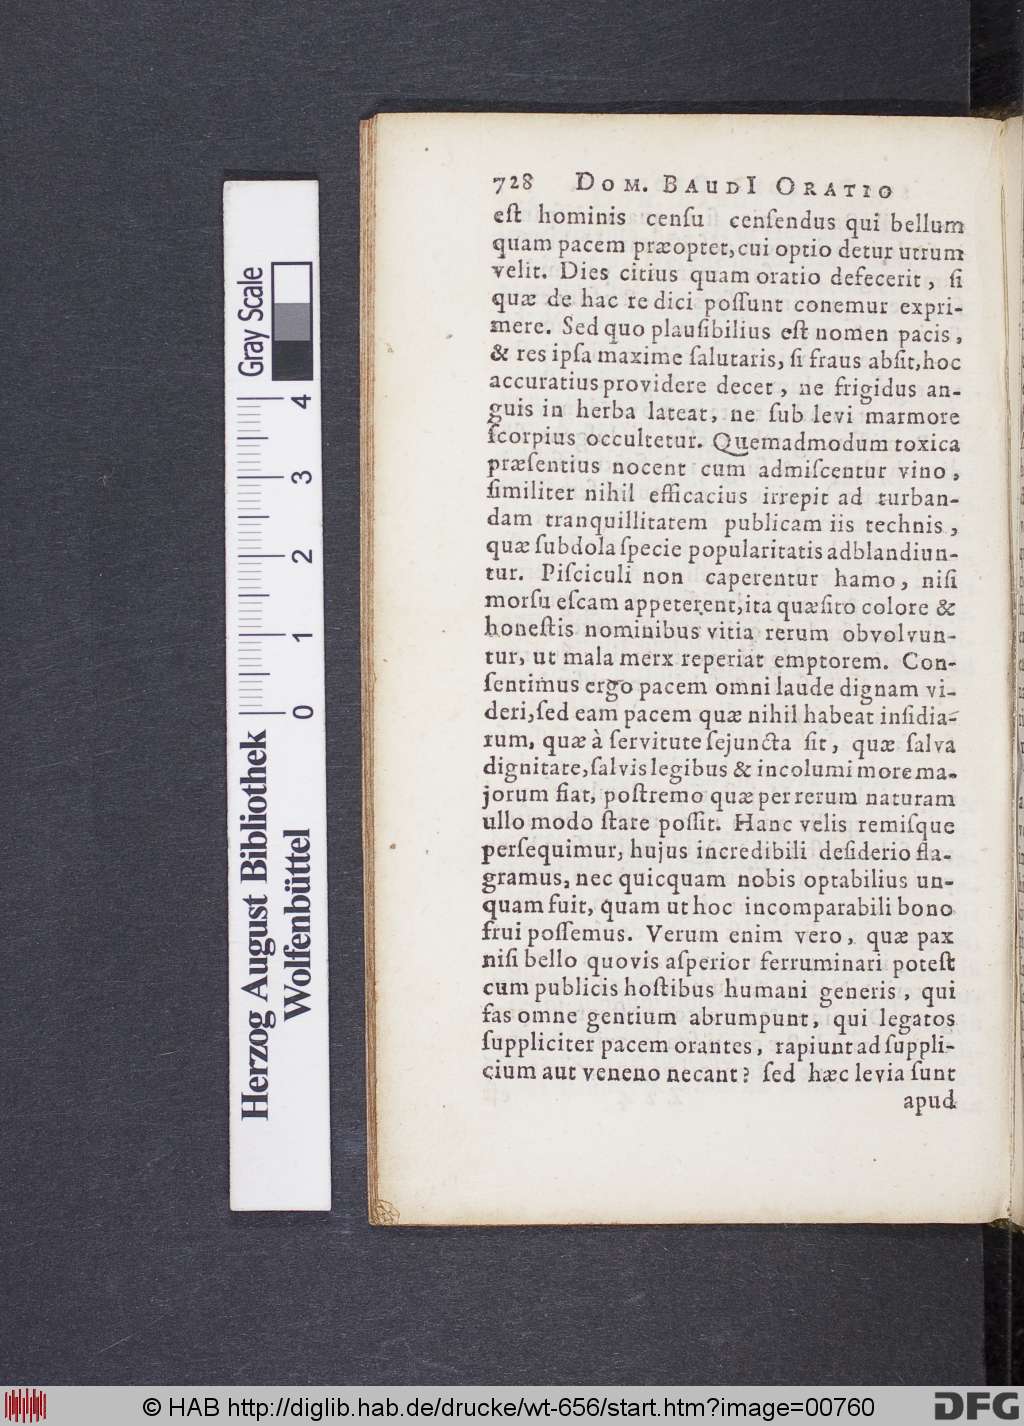 728 DOM. BAUDI ORATIO
eſt hominis cenſu cenſendus qui bellum
quam pacem præoptet, cui optio detur utrum
velit. Dies citius quam oratio defecerit, ſi
quæ de hac re dici poſſunt conemur expri-
mere. Sed quo plauſibilius eſt nomen pacis,
& res ipſa maxime ſalutaris, ſi fraus abſit, hoc
accuratius providere decet, ne frigidus an-
guis in herba lateat, ne ſub levi marmore
ſcorpius occultetur. Quemadmodum toxica
præſentius nocent cum admiſcentur vino,
ſimiliter nihil efficacius irrepit ad turban-
dam tranquillitatem publicam iis technis,
quæ ſubdola ſpecie popularitatis adblandiun-
tur. Piſciculi non caperentur hamo, niſi
morſu eſcam appeterent, ita quæſito colore &
honeſtis nominibus vitia rerum obvolvun-
tur, ut mala merx reperiat emptorem. Con-
ſentimus ergo pacem omni laude dignam vi-
deri, ſed eam pacem quæ nihil habeat inſidia-
rum, quæ à ſervitute ſejuncta ſit, quæ ſalva
dignitate, ſalvis legibus & incolumi more ma-
jorum fiat, poſtremo quæ per rerum naturam
ullo modo ſtare poſſit. Hanc velis remiſque
perſequimur, hujus incredibili deſiderio fla-
gramus, nec quicquam nobis optabilius un-
quam fuit, quam ut hoc incomparabili bono
frui poſſemus. Verum enim vero, quæ pax
niſi bello quovis aſperior ferruminari poteſt
cum publicis hoſtibus humani generis, qui
fas omne gentium abrumpunt, qui legatos
ſuppliciter pacem orantes, rapiunt ad ſuppli-
cium aut veneno necant? ſed hæc levia ſunt
apud
Gray Scale
4
3
2
1
0
Herzog August Bibliothek
Wolfenbüttel
© HAB http://diglib.hab.de/drucke/wt-656/start.htm?image=00760
DFG